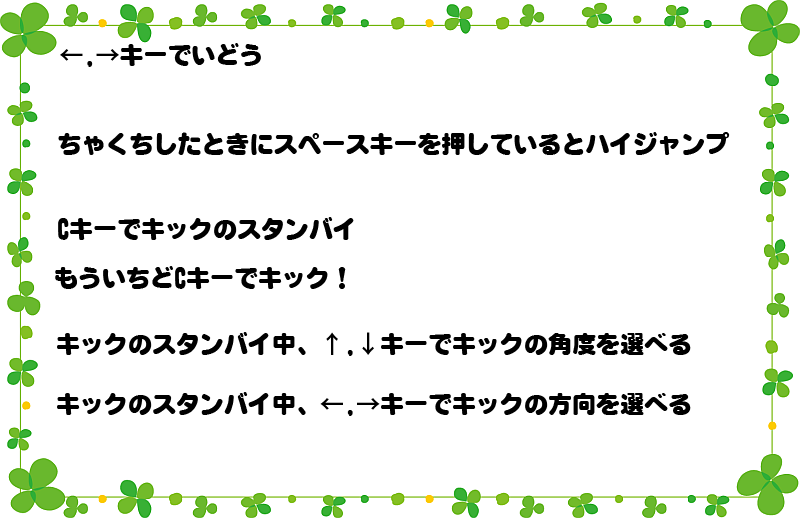 ←,→キーでいどう
ちゃくちしたときにスペースキーを押しているとハイジャンプ
Cキーでキックのスタンバイ
もういちどCキーでキック！
キックのスタンバイ中、↑,↓キーでキックの角度を選べる
キックのスタンバイ中、←,→キーでキックの方向を選べる